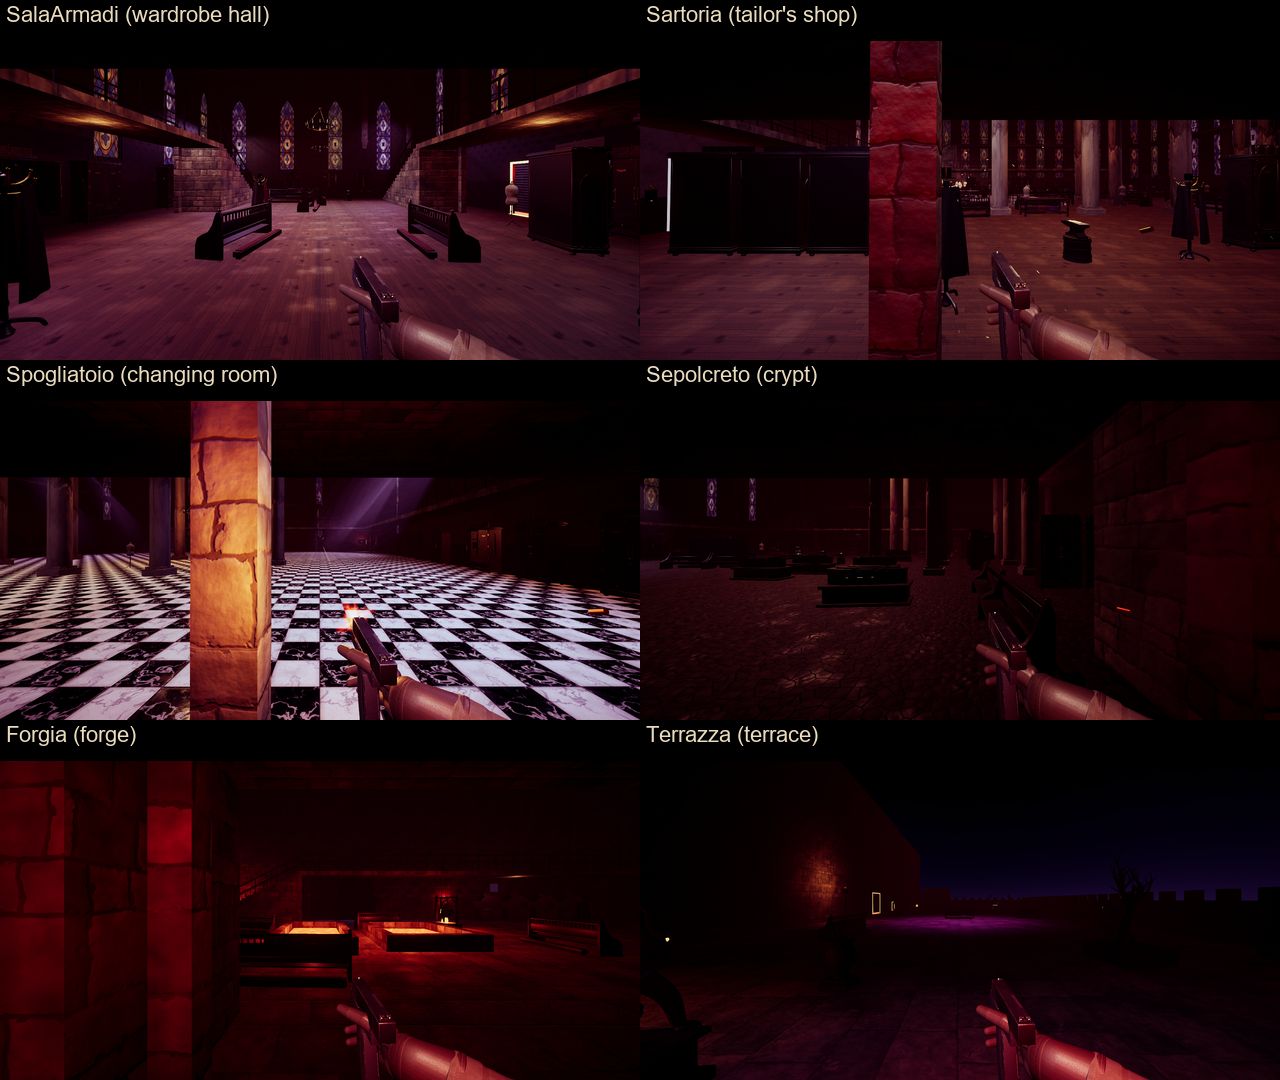 SalaArmadi (wardrobe hall)
Sartoria (tailor's shop)
Spogliatoio (changing room)
Sepolcreto (crypt)
Forgia (forge)
Terrazza (terrace)